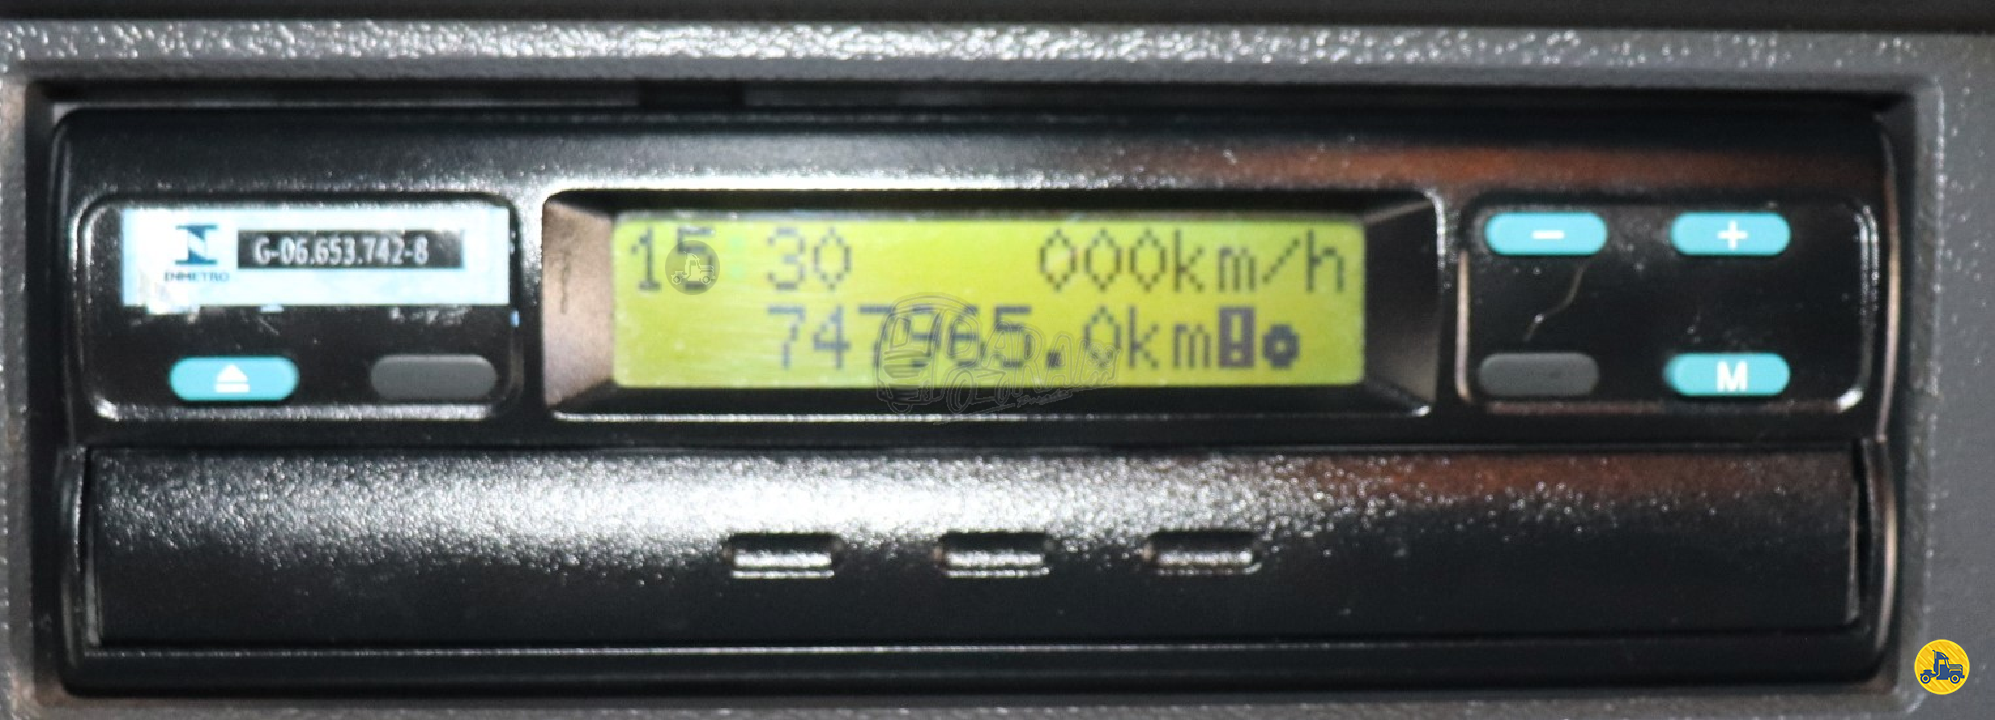 INMETRO
G-06.653.742-8
15:30 000km/h
747965.0km!
- +
M